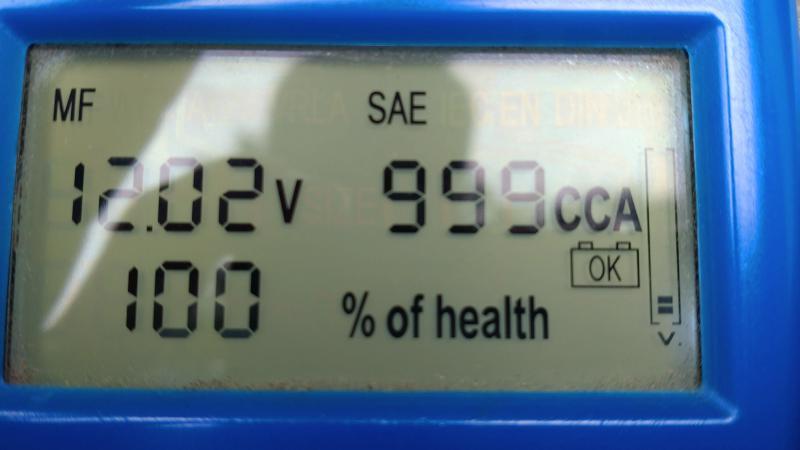 MF SAE
12.02 V 999 CCA
OK
100 % of health
V.